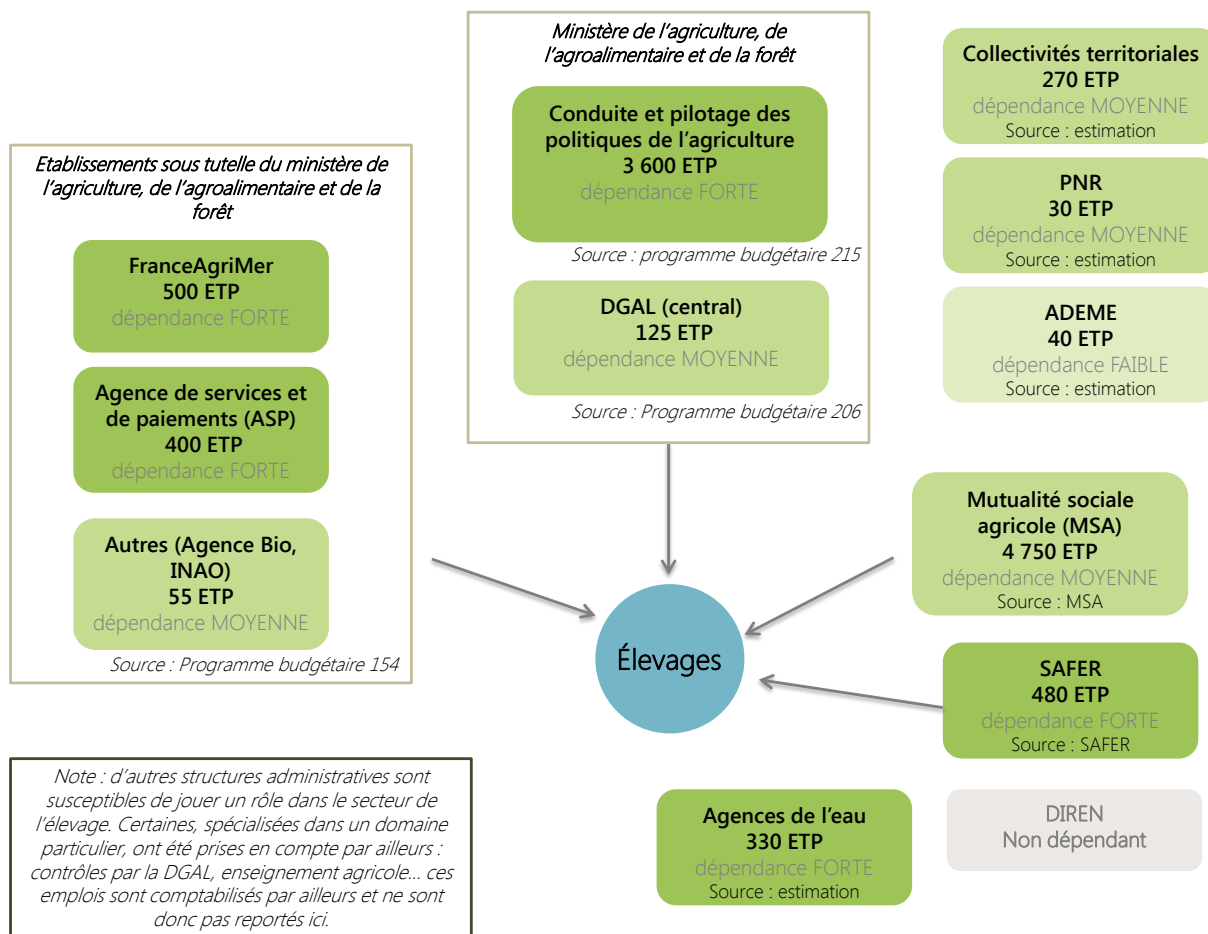 Etablissements sous tutelle du ministère de
l'agriculture, de l'agroalimentaire et de la
forêt
FranceAgriMer
500 ETP
dépendance FORTE
Agence de services et
de paiements (ASP)
400 ETP
dépendance FORTE
Autres (Agence Bio,
INAO)
55 ETP
dépendance MOYENNE
Source : Programme budgétaire 154
Ministère de l'agriculture, de
l'agroalimentaire et de la forêt
Conduite et pilotage des
politiques de l'agriculture
3 600 ETP
dépendance FORTE
Source : programme budgétaire 215
DGAL (central)
125 ETP
dépendance MOYENNE
Source : Programme budgétaire 206
Collectivités territoriales
270 ETP
dépendance MOYENNE
Source : estimation
PNR
30 ETP
dépendance MOYENNE
Source : estimation
ADEME
40 ETP
dépendance FAIBLE
Source : estimation
Mutualité sociale
agricole (MSA)
4 750 ETP
dépendance MOYENNE
Source : MSA
Élevages
SAFER
480 ETP
dépendance FORTE
Source : SAFER
Agences de l'eau
330 ETP
dépendance FORTE
Source : estimation
DIREN
Non dépendant
Note : d'autres structures administratives sont
susceptibles de jouer un rôle dans le secteur de
l'élevage. Certaines, spécialisées dans un domaine
particulier, ont été prises en compte par ailleurs :
contrôles par la DGAL, enseignement agricole... ces
emplois sont comptabilisés par ailleurs et ne sont
donc pas reportés ici.